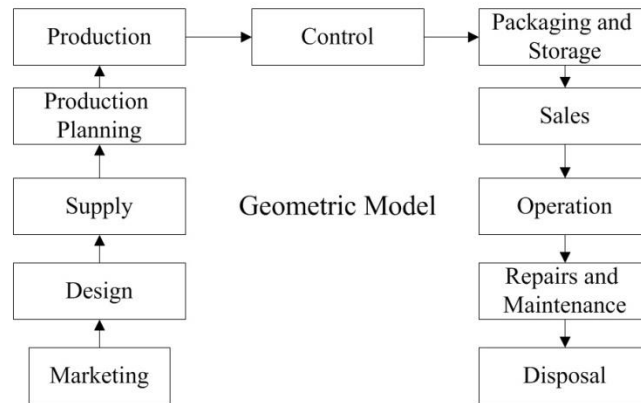 Production
Control
Packaging and
Storage
Production
Planning
Sales
Supply
Geometric Model
Operation
Design
Repairs and
Maintenance
Marketing
Disposal